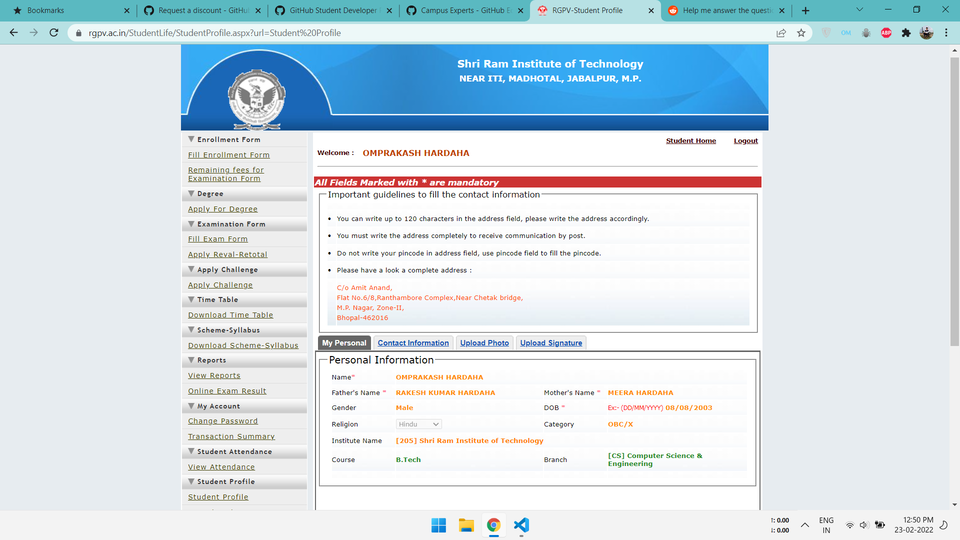 Bookmarks
Request a discount - GitHub
GitHub Student Developer
Campus Experts - GitHub E
RGPV-Student Profile
Help me answer the questi
rgpv.ac.in/StudentLife/StudentProfile.aspx?url=Student%20Profile
Shri Ram Institute of Technology
NEAR ITI, MADHOTAL, JABALPUR, M.P.
Student Home Logout
Welcome : OMPRAKASH HARDAHA
Enrollment Form
Fill Enrollment Form
Remaining fees for
Examination Form
Degree
Apply For Degree
Examination Form
Fill Exam Form
Apply Reval-Retotal
Apply Challenge
Apply Challenge
Time Table
Download Time Table
Scheme-Syllabus
Download Scheme-Syllabus
Reports
View Reports
Online Exam Result
My Account
Change Password
Transaction Summary
Student Attendance
View Attendance
Student Profile
Student Profile
All Fields Marked with * are mandatory
Important guidelines to fill the contact information
• You can write up to 120 characters in the address field, please write the address accordingly.
• You must write the address completely to receive communication by post.
• Do not write your pincode in address field, use pincode field to fill the pincode.
• Please have a look a complete address :
C/o Amit Anand,
Flat No.6/8,Ranthambore Complex,Near Chetak bridge,
M.P. Nagar, Zone-II,
Bhopal-462016
My Personal Contact Information Upload Photo Upload Signature
Personal Information
Name* OMPRAKASH HARDAHA
Father's Name * RAKESH KUMAR HARDAHA Mother's Name * MEERA HARDAHA
Gender Male DOB * Ex:- (DD/MM/YYYY) 08/08/2003
Religion Hindu Category OBC/X
Institute Name [205] Shri Ram Institute of Technology
Course B.Tech Branch [CS] Computer Science &
Engineering
0.00
0.00
ENG
IN
12:50 PM
23-02-2022